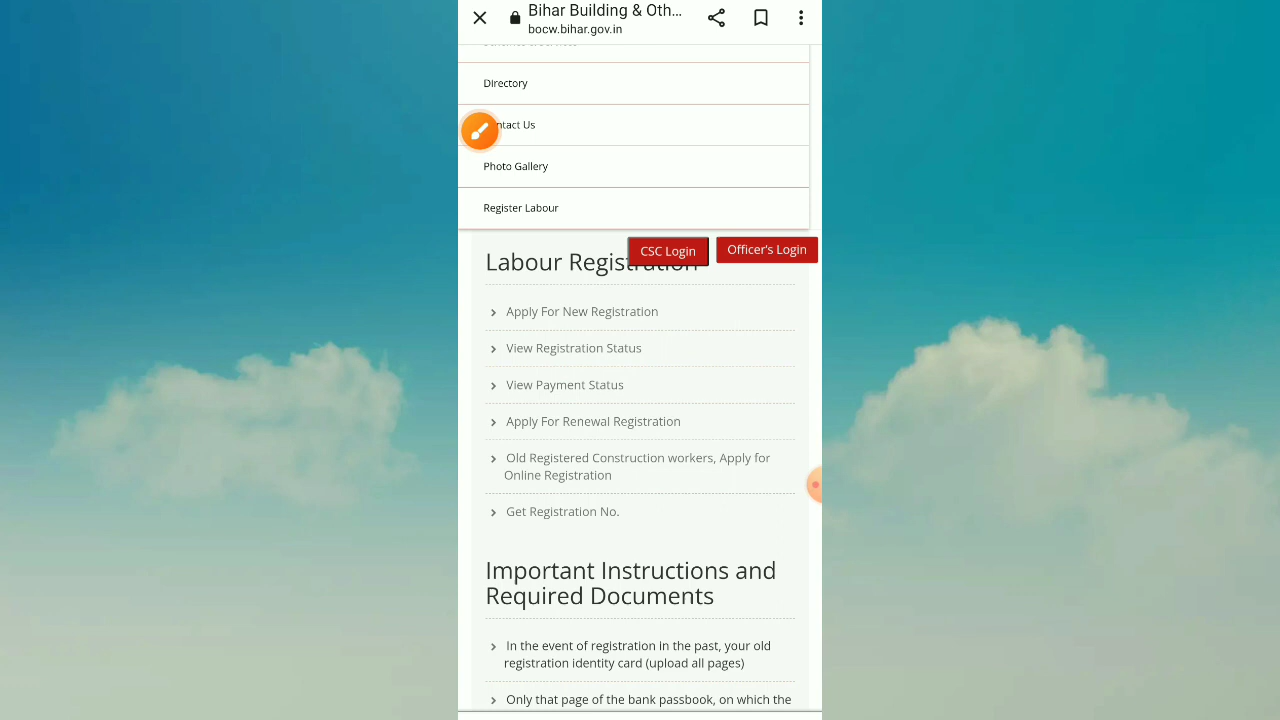 Bihar Building & Oth...
bocw.bihar.gov.in
Directory
ntact Us
Photo Gallery
Register Labour
CSC Login
Officer's Login
Labour Registration
Apply For New Registration
View Registration Status
View Payment Status
Apply For Renewal Registration
Old Registered Construction workers, Apply for
Online Registration
Get Registration No.
Important Instructions and
Required Documents
In the event of registration in the past, your old
registration identity card (upload all pages)
Only that page of the bank passbook, on which the